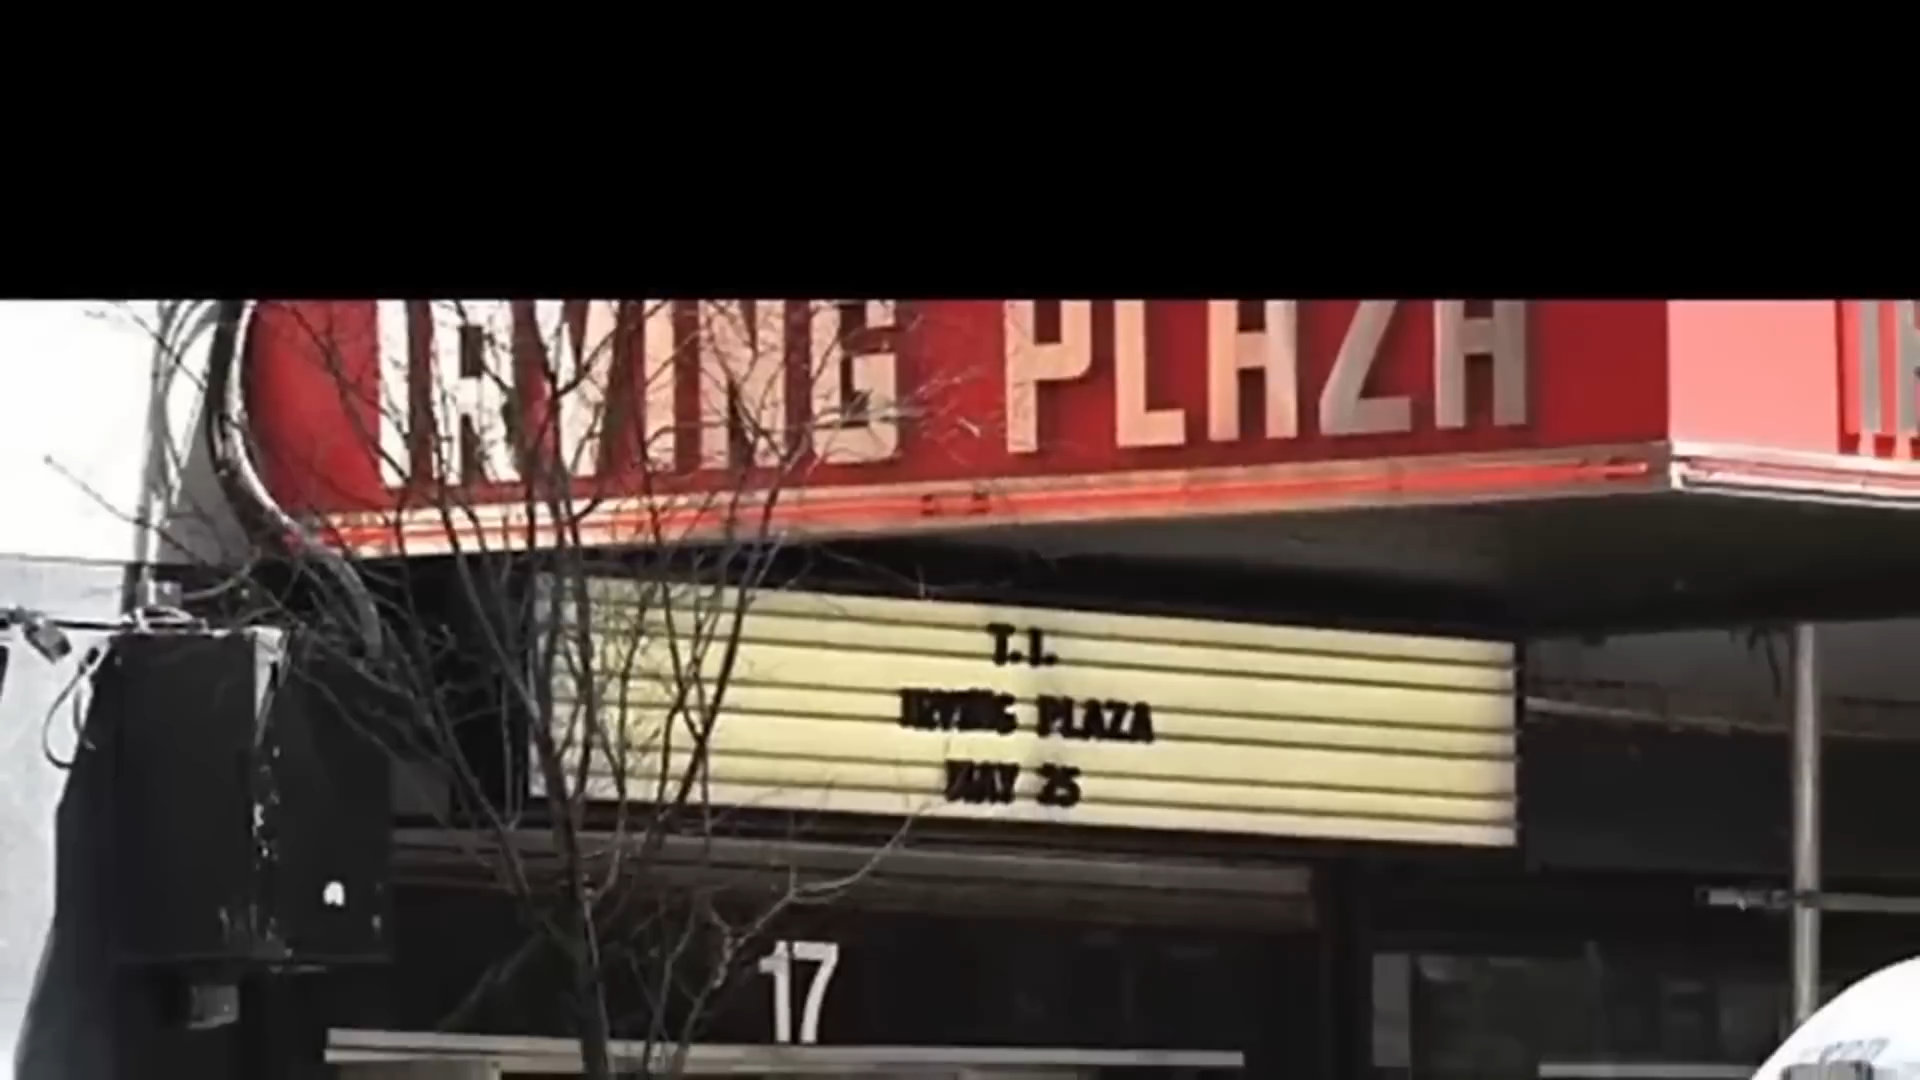 IRVING PLAZA
T.I.
IRVING PLAZA
MAY 25
17